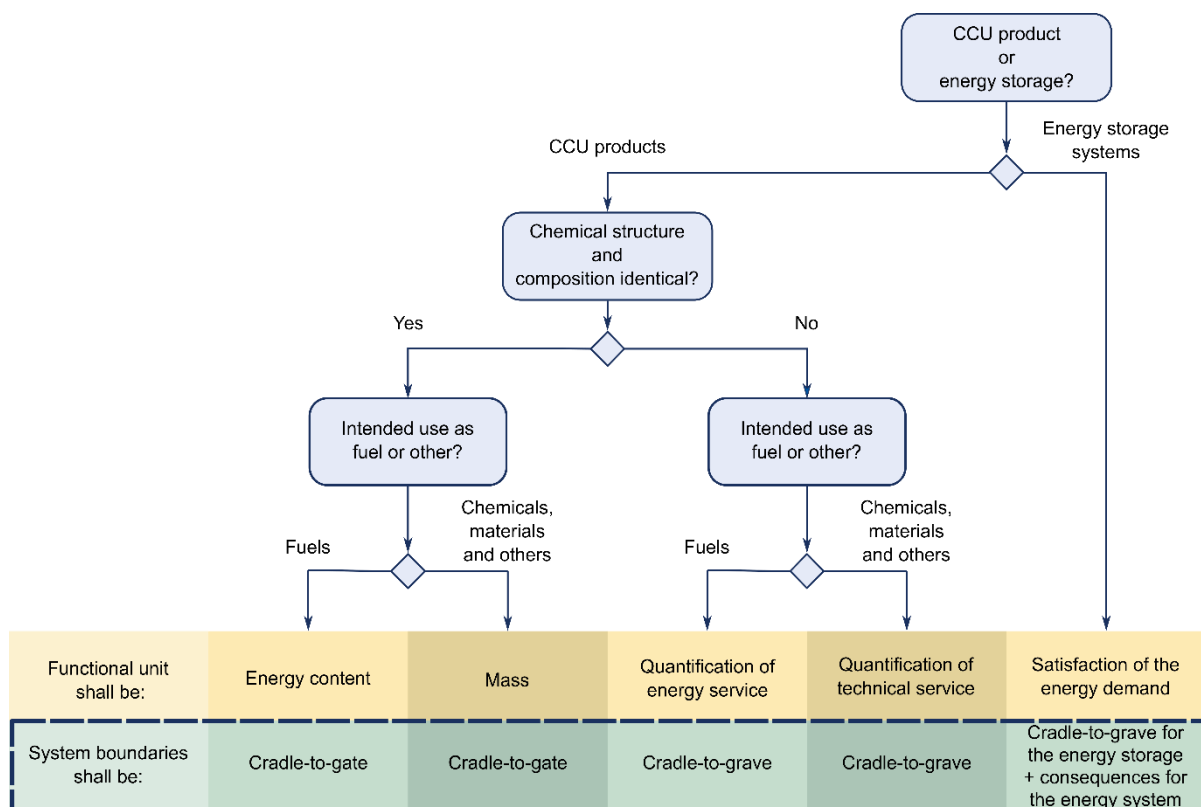 CCU product
or
energy storage?
Energy storage
systems
CCU products
Chemical structure
and
composition identical?
Yes
No
Intended use as
fuel or other?
Intended use as
fuel or other?
Chemicals,
materials
and others
Fuels
Chemicals,
materials
and others
Fuels
Functional unit
shall be:
Energy content
Mass
Quantification of
energy service
Quantification of
technical service
Satisfaction of the
energy demand
System boundaries
shall be:
Cradle-to-gate
Cradle-to-gate
Cradle-to-grave
Cradle-to-grave
Cradle-to-grave for
the energy storage
+ consequences for
the energy system